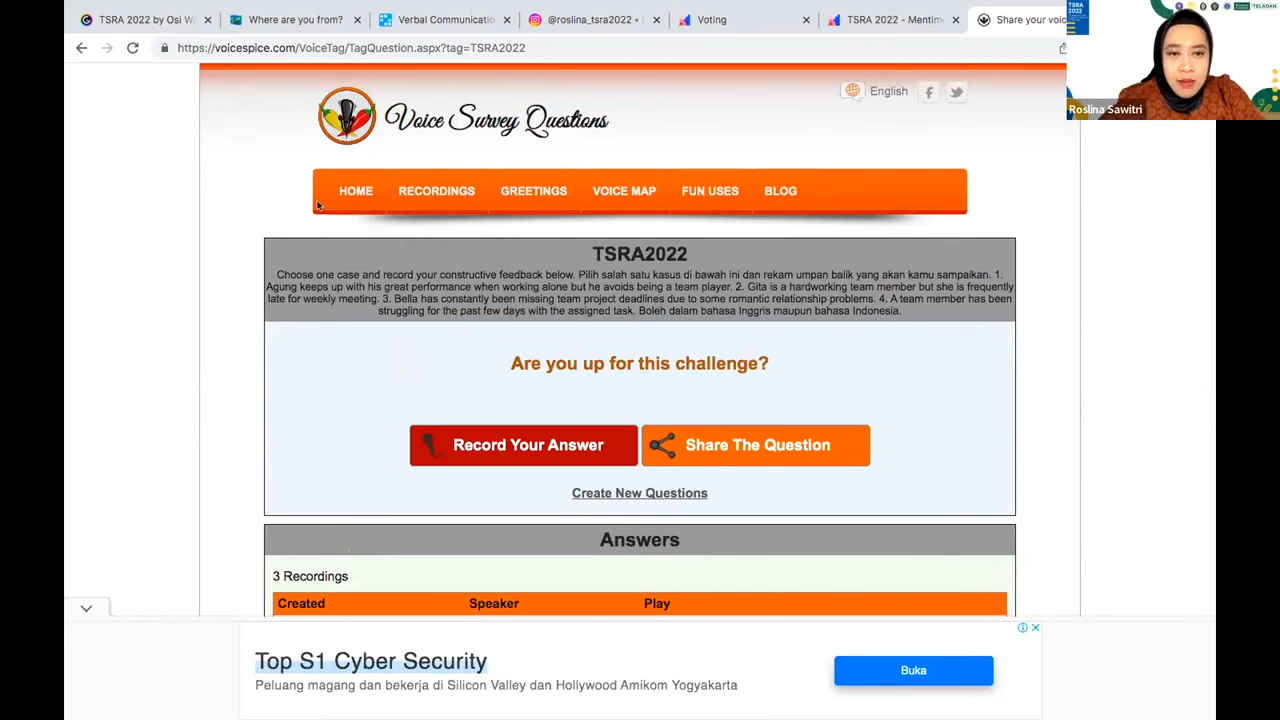 TSRA 2022 by Osi Wi
Where are you from?
Verbal Communicatio
@roslina_tsra2022 •
Voting
TSRA 2022 - Mentime
Share your voic
https://voicespice.com/VoiceTag/TagQuestion.aspx?tag=TSRA2022
TSRA
2022
TELADAN
Roslina Sawitri
English
Voice Survey Questions
HOME
RECORDINGS
GREETINGS
VOICE MAP
FUN USES
BLOG
TSRA2022
Choose one case and record your constructive feedback below. Pilih salah satu kasus di bawah ini dan rekam umpan balik yang akan kamu sampaikan. 1.
Agung keeps up with his great performance when working alone but he avoids being a team player. 2. Gita is a hardworking team member but she is frequently
late for weekly meeting. 3. Bella has constantly been missing team project deadlines due to some romantic relationship problems. 4. A team member has been
struggling for the past few days with the assigned task. Boleh dalam bahasa Inggris maupun bahasa Indonesia.
Are you up for this challenge?
Record Your Answer
Share The Question
Create New Questions
Answers
3 Recordings
Created
Speaker
Play
Top S1 Cyber Security
Peluang magang dan bekerja di Silicon Valley dan Hollywood Amikom Yogyakarta
Buka